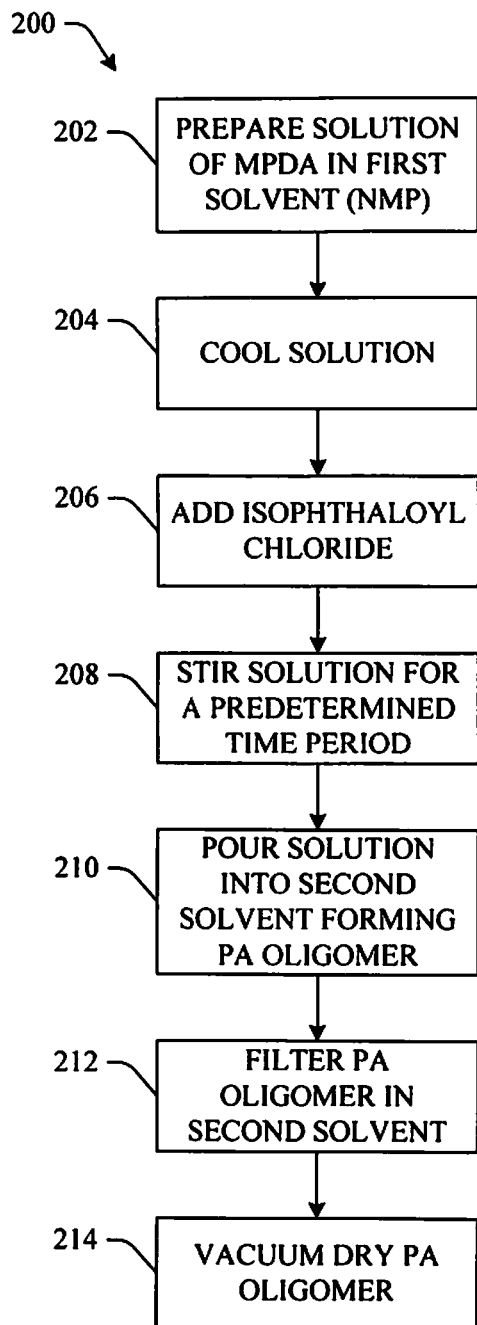 200
202
PREPARE SOLUTION
OF MPDA IN FIRST
SOLVENT (NMP)
204
COOL SOLUTION
206
ADD ISOPHTHALOYL
CHLORIDE
208
STIR SOLUTION FOR
A PREDETERMINED
TIME PERIOD
210
POUR SOLUTION
INTO SECOND
SOLVENT FORMING
PA OLIGOMER
212
FILTER PA
OLIGOMER IN
SECOND SOLVENT
214
VACUUM DRY PA
OLIGOMER